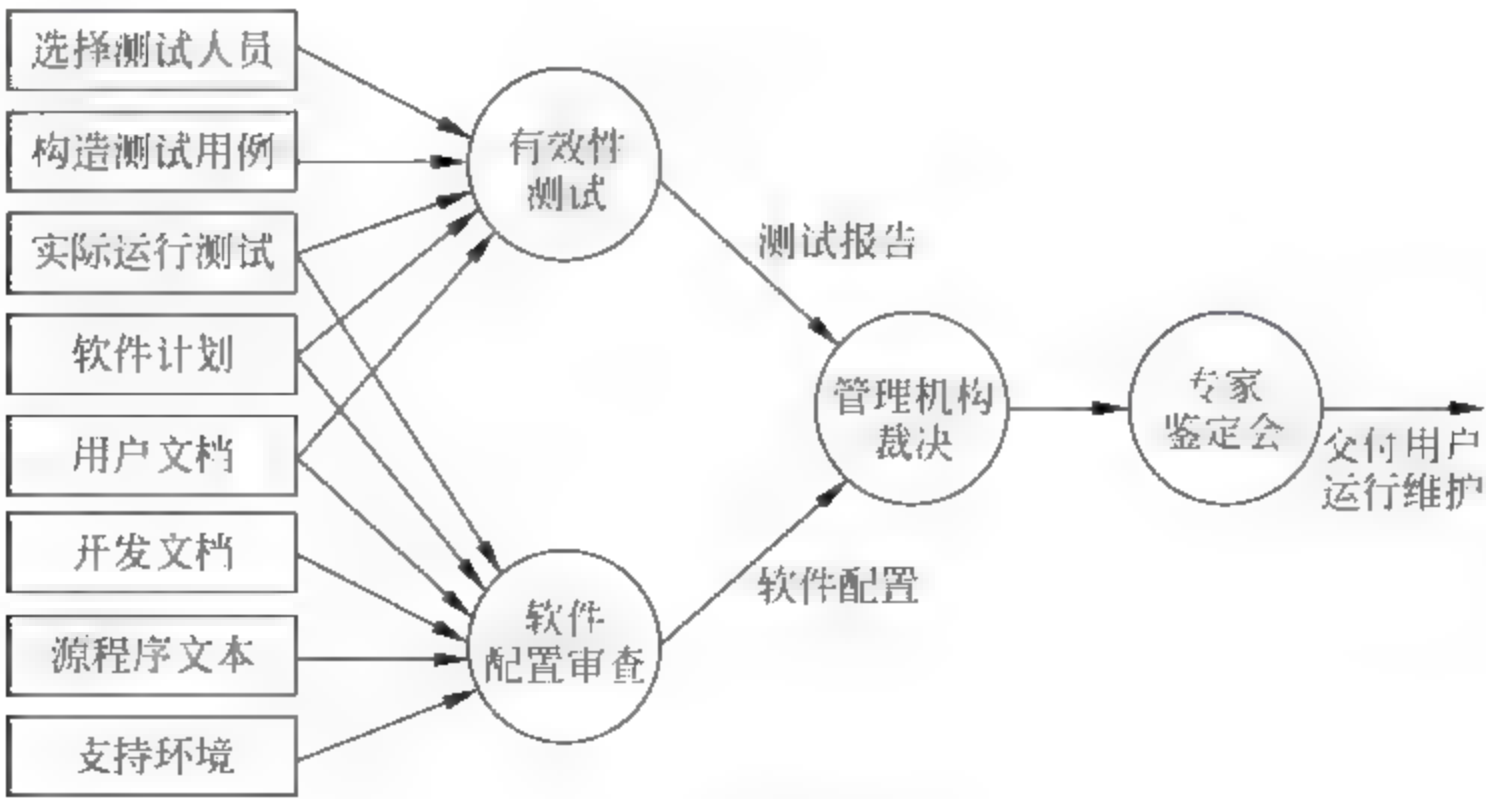 选择测试人员
构造测试用例
实际运行测试
软件计划
用户文档
开发文档
源程序文本
支持环境
有效性
测试
软件
配置审查
测试报告
软件配置
管理机构
裁决
专家
鉴定会
交付用户
运行维护